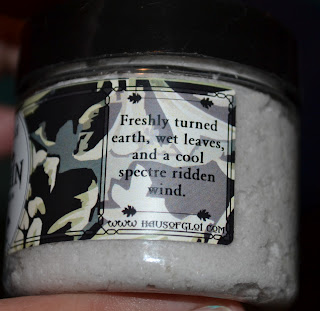 Freshly turned
earth, wet leaves,
and a cool
spectre ridden
wind.
www.HausofGloi.com